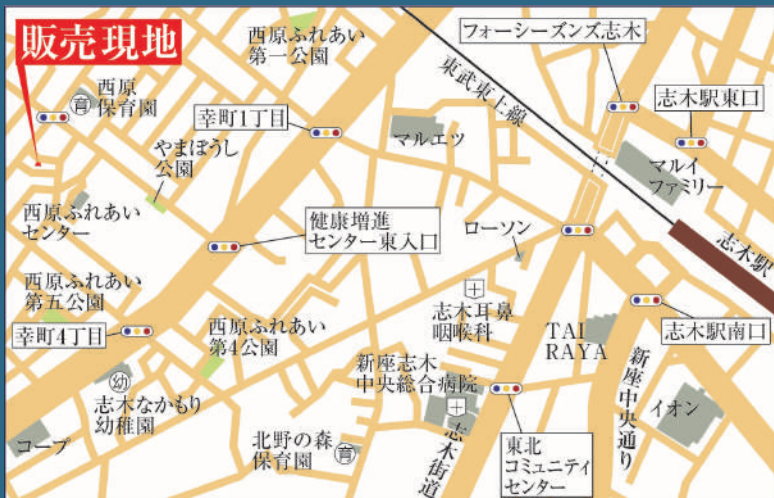 販売現地
西原ふれあい
第一公園
フォーシーズンズ志木
東武東上線
西原
保育園
育
幸町1丁目
マルエツ
志木駅東口
やまぼうし
公園
マルイ
ファミリー
西原ふれあい
センター
健康増進
センター東入口
ローソン
志木駅
西原ふれあい
第五公園
志木耳鼻
咽喉科
幸町4丁目
西原ふれあい
第4公園
TAI
RAYA
志木駅南口
新座志木
中央総合病院
新座中央通り
幼
志木なかもり
幼稚園
イオン
コープ
北野の森
保育園
育
志木街道
東北
コミュニティ
センター